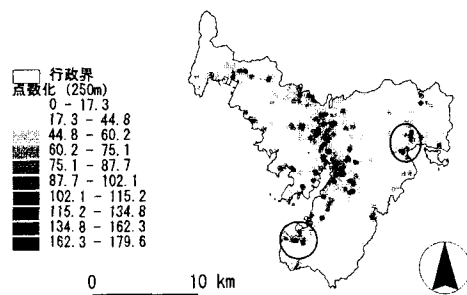 行政界
点数化 (250m)
0 - 17.3
17.3 - 44.8
44.8 - 60.2
60.2 - 75.1
75.1 - 87.7
87.7 - 102.1
102.1 - 115.2
115.2 - 134.8
134.8 - 162.3
162.3 - 179.6
0 10 km